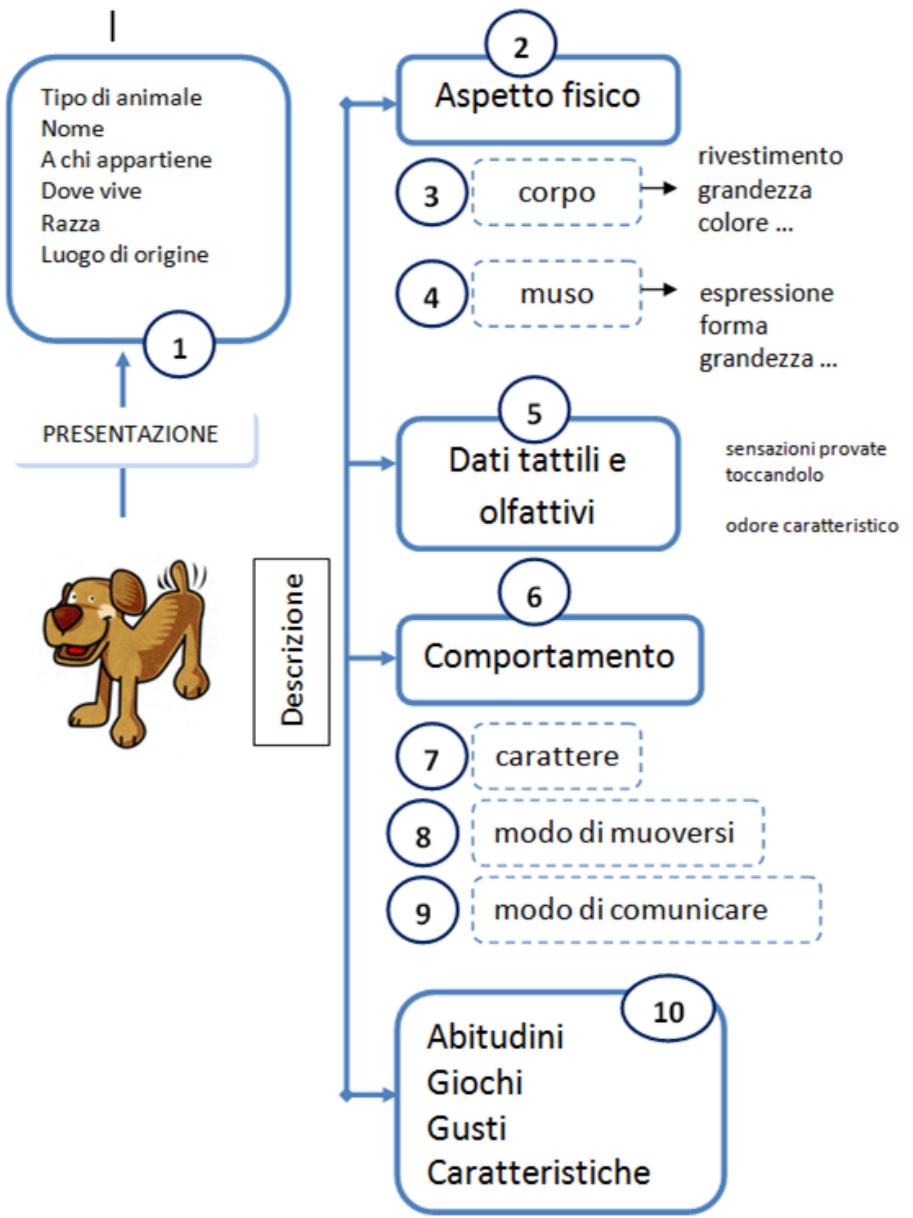 Tipo di animale
Nome
A chi appartiene
Dove vive
Razza
Luogo di origine
1
PRESENTAZIONE
Descrizione
2
Aspetto fisico
3
corpo
rivestimento
grandezza
colore ...
4
muso
espressione
forma
grandezza ...
5
Dati tattili e
olfattivi
sensazioni provate
toccandolo
odore caratteristico
6
Comportamento
7
carattere
8
modo di muoversi
9
modo di comunicare
10
Abitudini
Giochi
Gusti
Caratteristiche